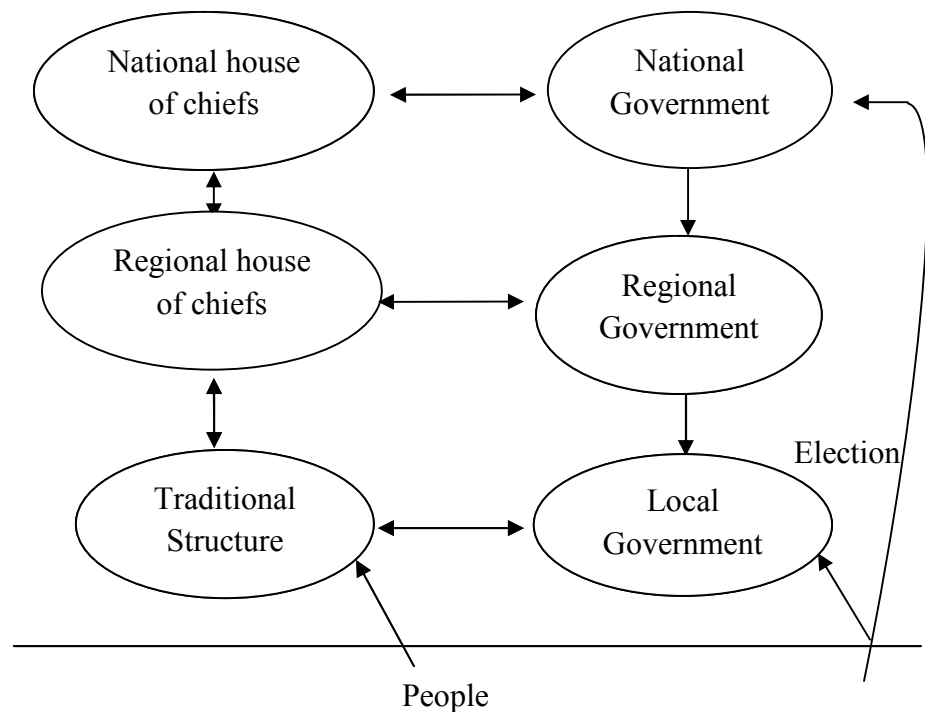 National house
of chiefs
National
Government
Regional house
of chiefs
Regional
Government
Election
Traditional
Structure
Local
Government
People